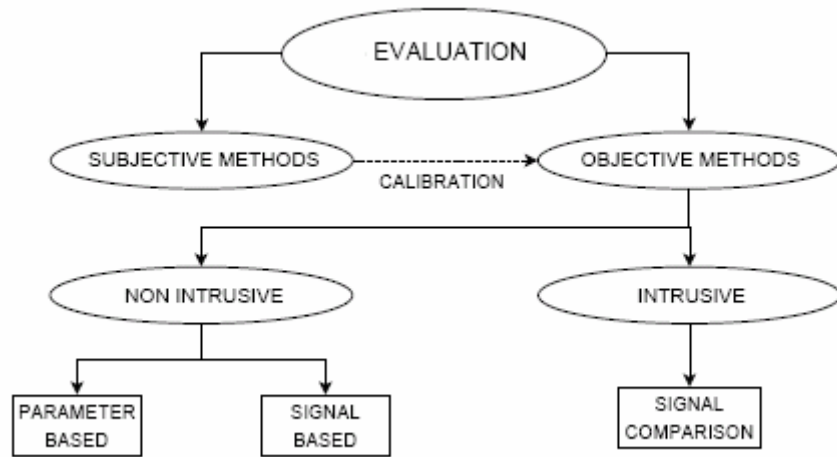 EVALUATION
SUBJECTIVE METHODS
OBJECTIVE METHODS
CALIBRATION
NON INTRUSIVE
INTRUSIVE
PARAMETER
BASED
SIGNAL
BASED
SIGNAL
COMPARISON